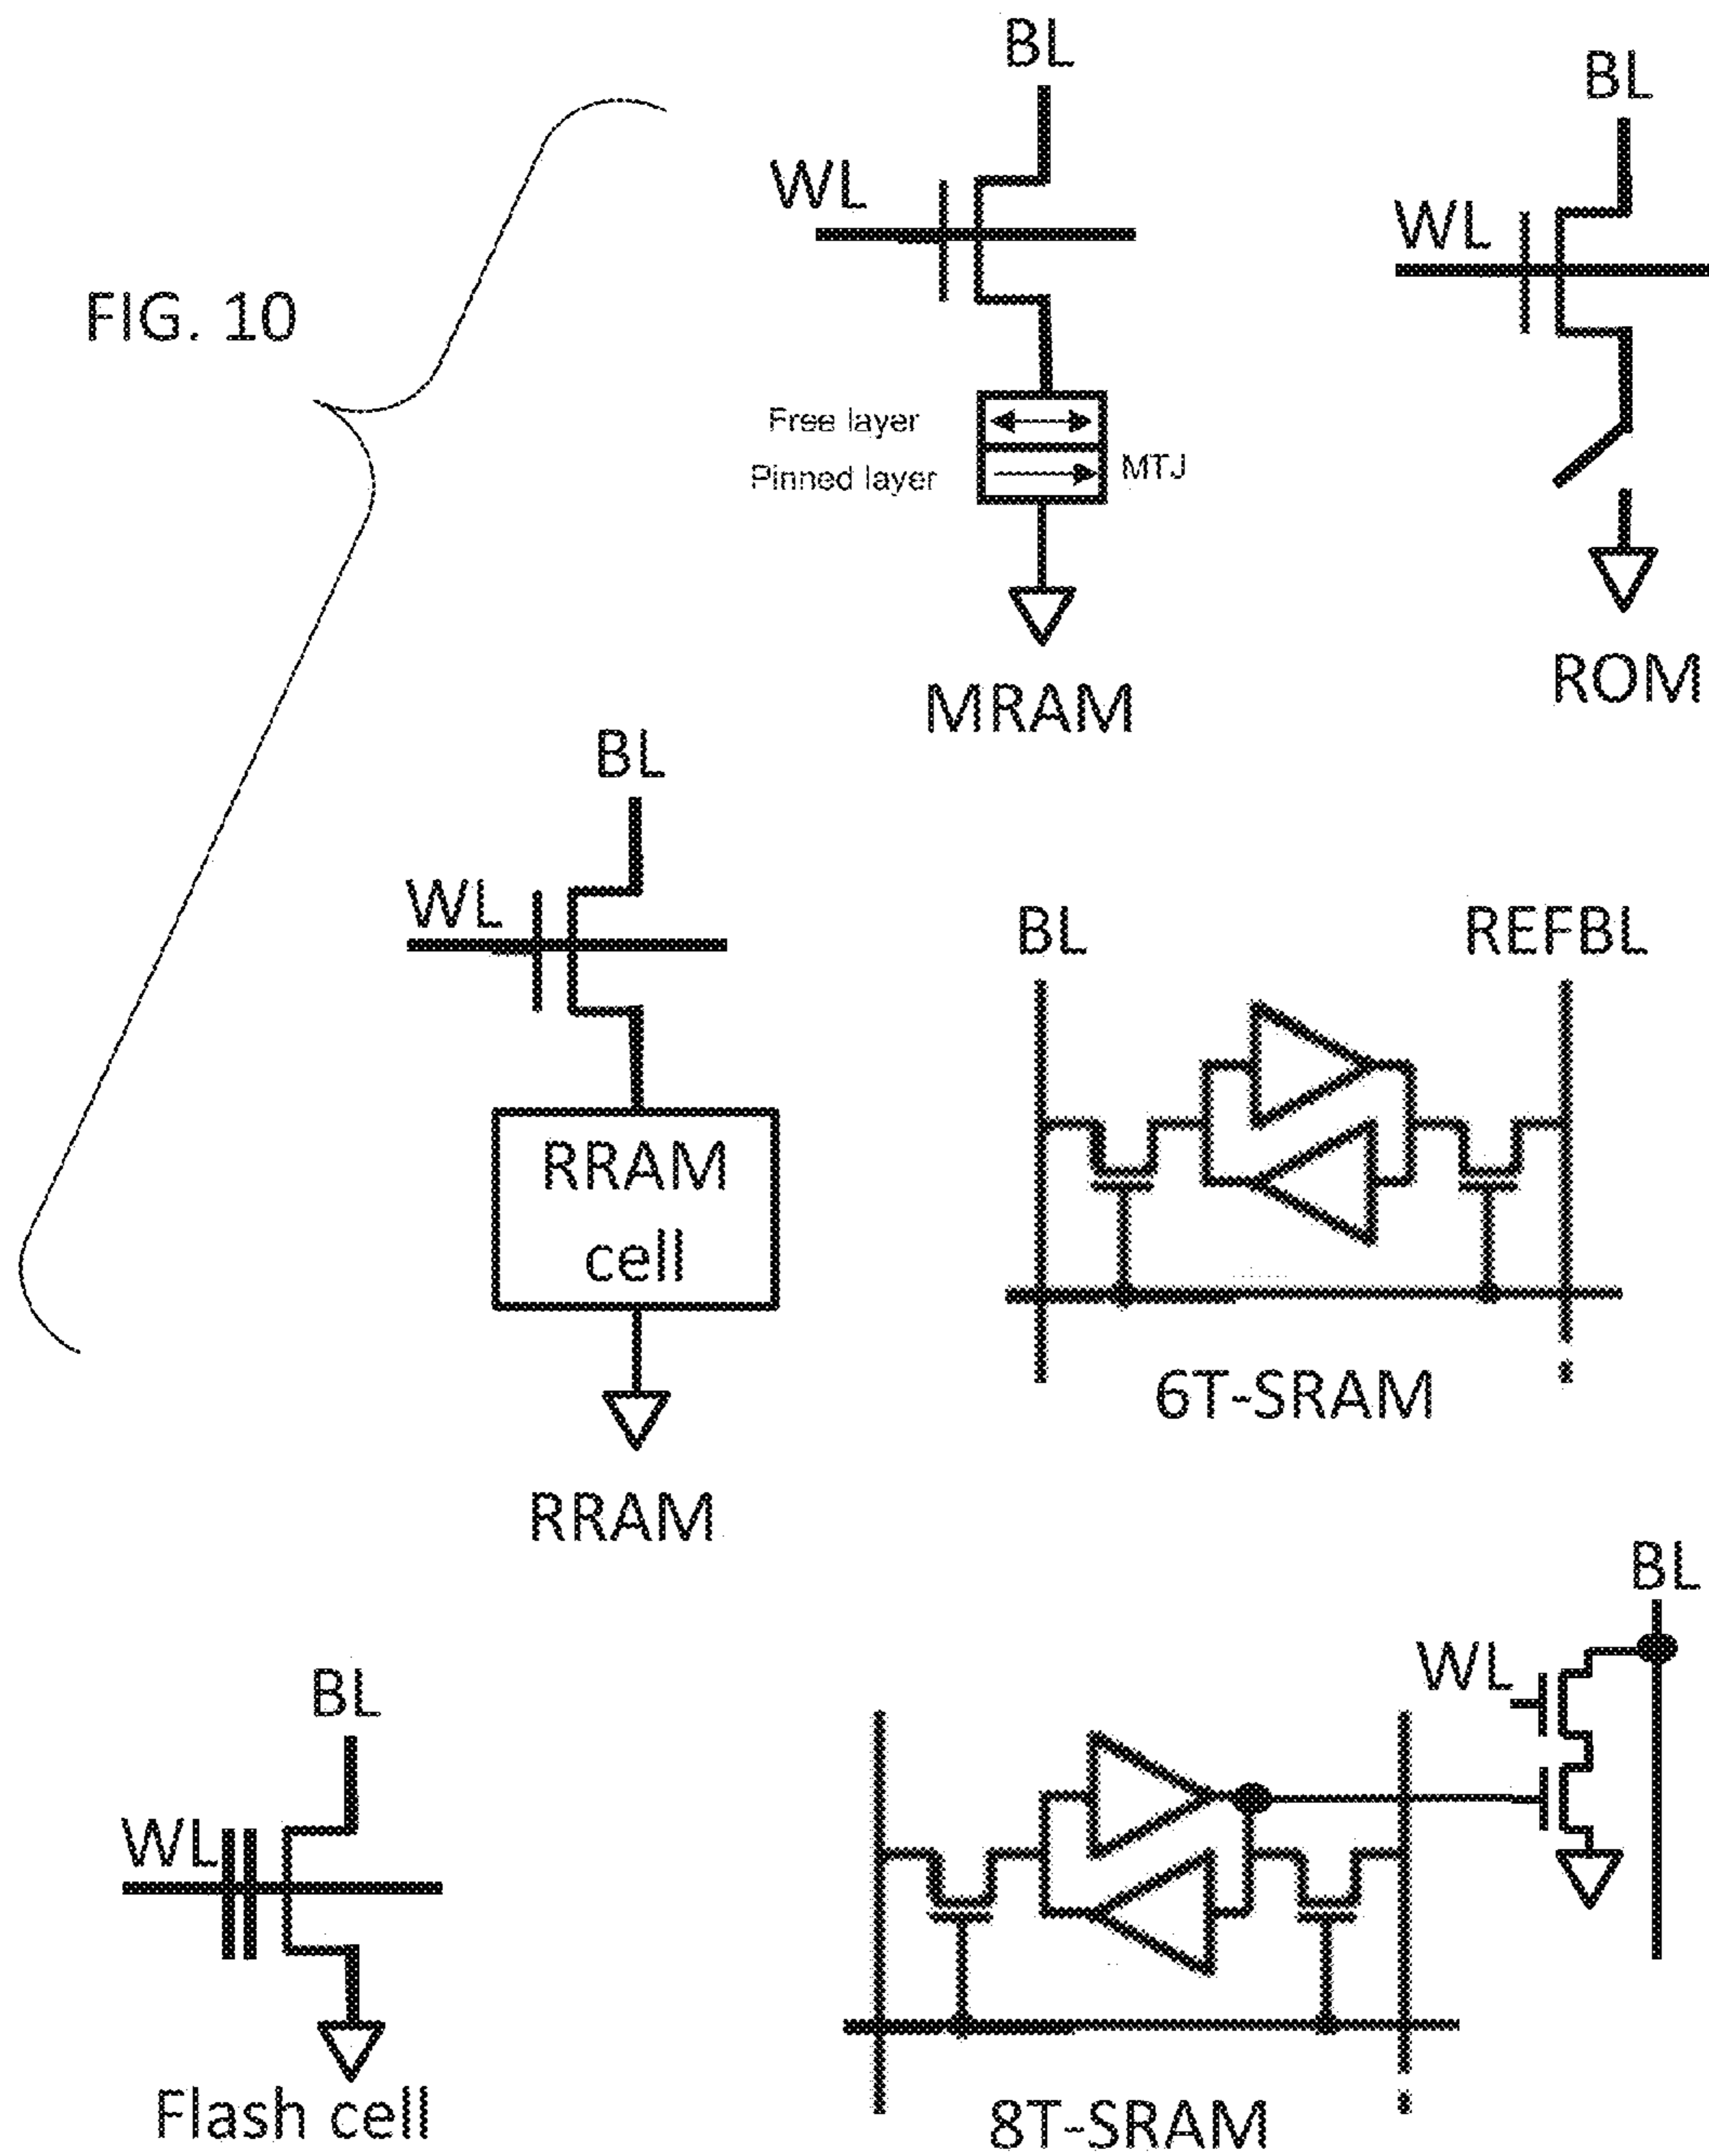 FIG. 10
BL
WL
Free layer
Pinned layer
MTJ
MRAM
BL
WL
ROM
BL
WL
RRAM
cell
RRAM
BL
REFBL
6T-SRAM
BL
WL
Flash cell
BL
WL
8T-SRAM